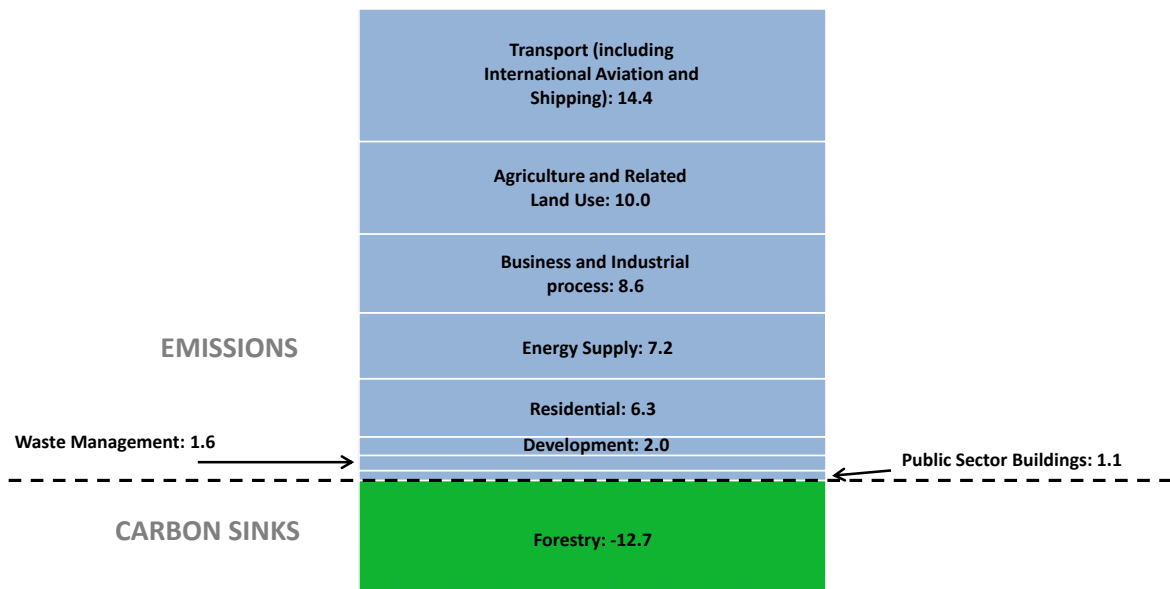 Transport (including
International Aviation and
Shipping): 14.4
Agriculture and Related
Land Use: 10.0
Business and Industrial
process: 8.6
EMISSIONS
Energy Supply: 7.2
Residential: 6.3
Waste Management: 1.6
Development: 2.0
Public Sector Buildings: 1.1
CARBON SINKS
Forestry: -12.7